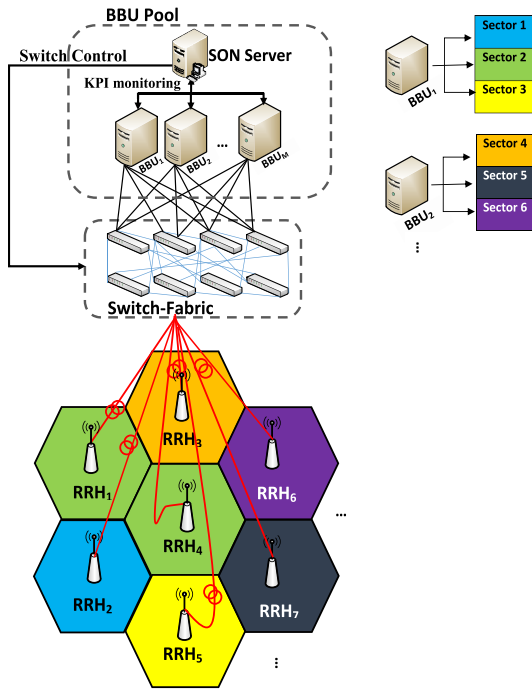 BBU Pool
Switch Control
SON Server
KPI monitoring
BBU₁
BBU₂
...
BBU_M
Switch-Fabric
BBU₁
Sector 1
Sector 2
Sector 3
BBU₂
Sector 4
Sector 5
Sector 6
...
RRH₃
RRH₁
RRH₆
RRH₄
...
RRH₂
RRH₇
RRH₅
...